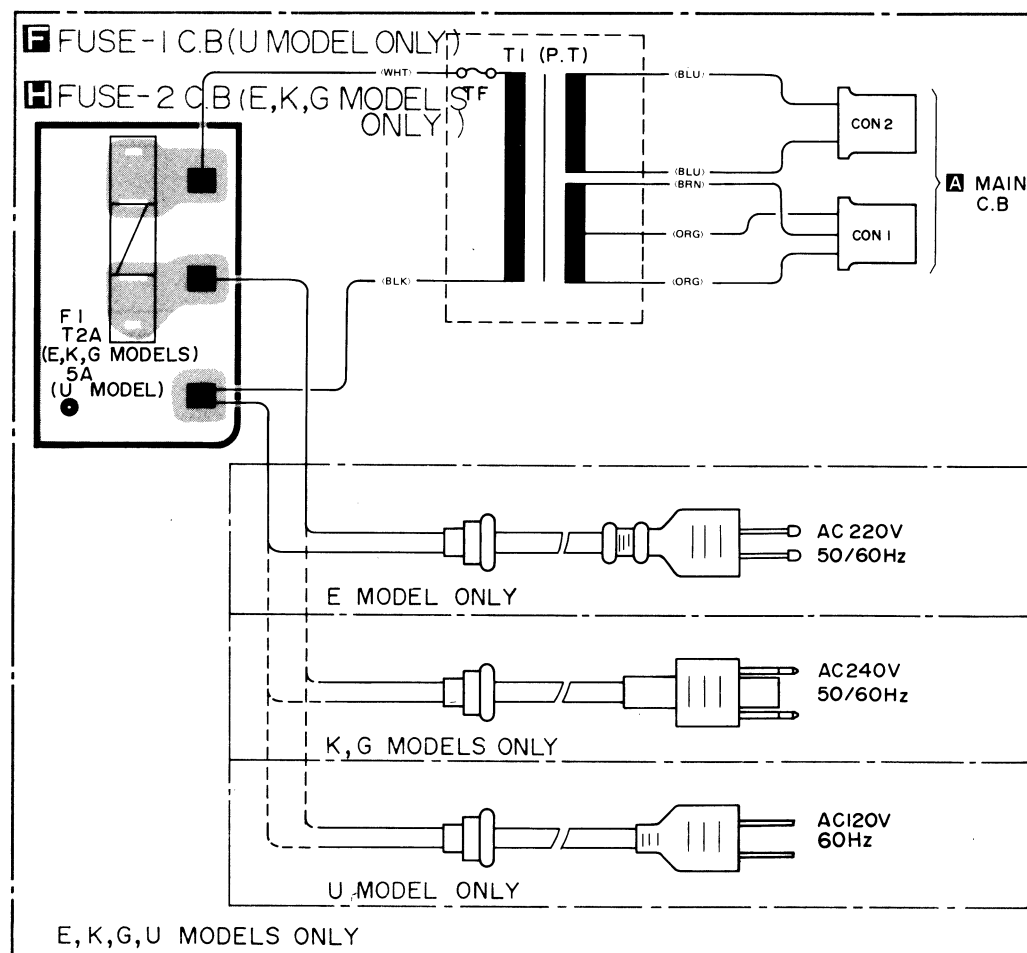 F FUSE-1 C.B(U MODEL ONLY)
H FUSE-2 C.B(E,K,G MODELS
ONLY)
T1 (P.T)
(WHT)
TF
(BLU)
CON 2
(BLU)
(BRN)
A MAIN
C.B
(ORG)
CON 1
(BLK)
(ORG)
F1
T2A
(E,K,G MODELS)
5A
(U MODEL)
AC 220V
50/60Hz
E MODEL ONLY
AC240V
50/60Hz
K,G MODELS ONLY
AC120V
60Hz
U MODEL ONLY
E,K,G,U MODELS ONLY